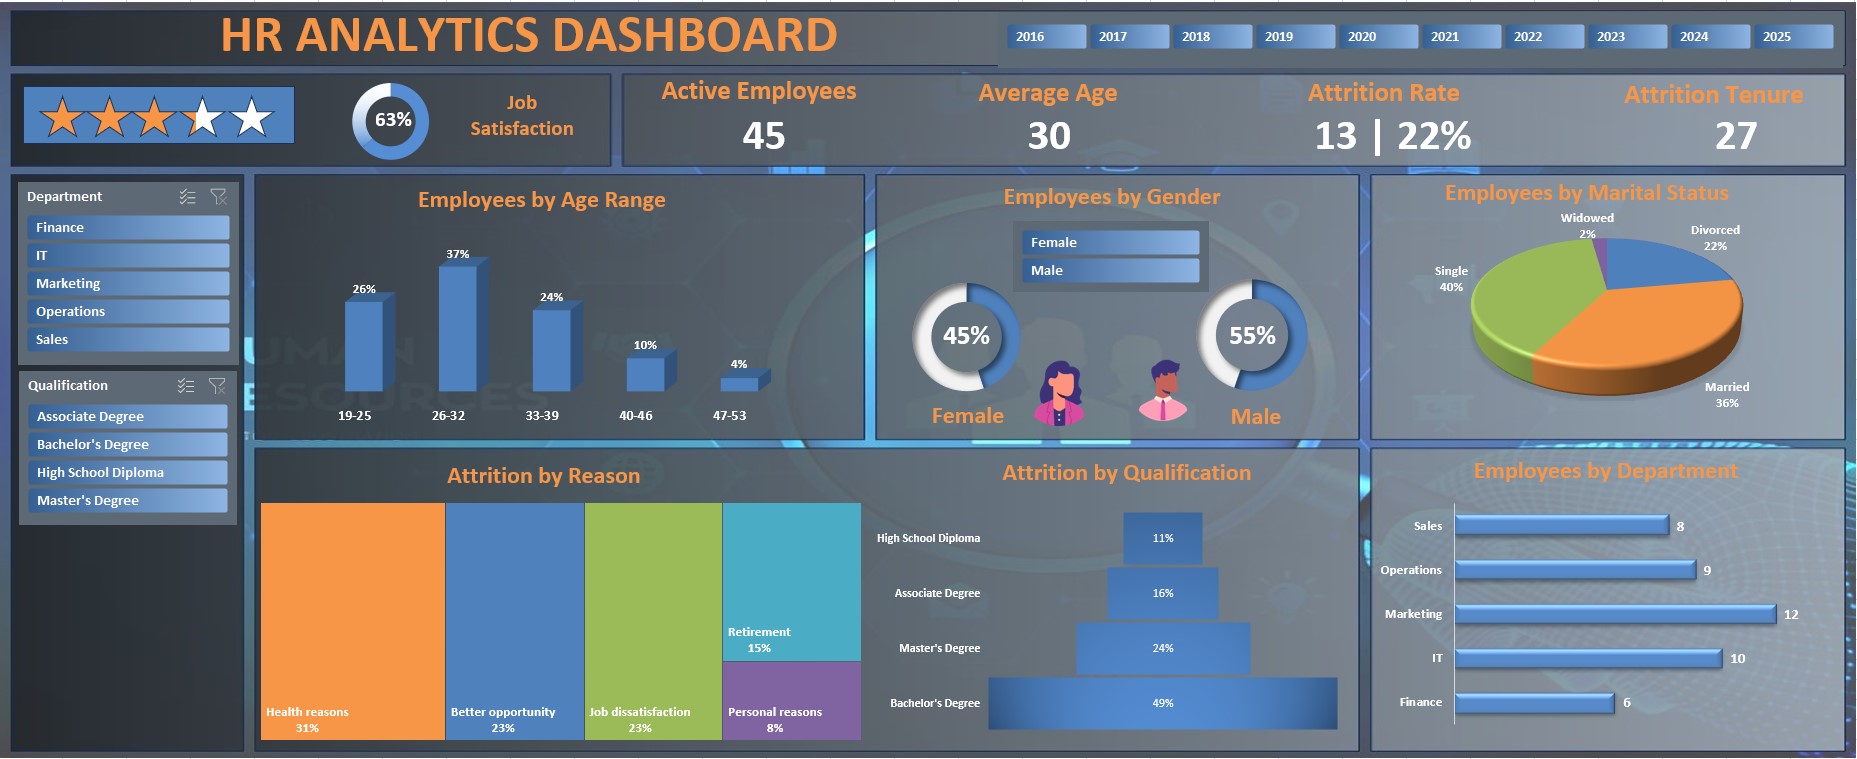 HR ANALYTICS DASHBOARD
2016 2017 2018 2019 2020 2021 2022 2023 2024 2025
63%
Job
Satisfaction
Active Employees
45
Average Age
30
Attrition Rate
13 | 22%
Attrition Tenure
27
Department
Finance
IT
Marketing
Operations
Sales
Qualification
Associate Degree
Bachelor's Degree
High School Diploma
Master's Degree
Employees by Age Range
26%
37%
24%
10%
4%
19-25 26-32 33-39 40-46 47-53
Employees by Gender
Female
Male
45%
Female
55%
Male
Employees by Marital Status
Widowed
2%
Divorced
22%
Single
40%
Married
36%
Attrition by Reason
Health reasons
31%
Better opportunity
23%
Job dissatisfaction
23%
Retirement
15%
Personal reasons
8%
Attrition by Qualification
High School Diploma 11%
Associate Degree 16%
Master's Degree 24%
Bachelor's Degree 49%
Employees by Department
Sales 8
Operations 9
Marketing 12
IT 10
Finance 6
UMAN
ESOURCES